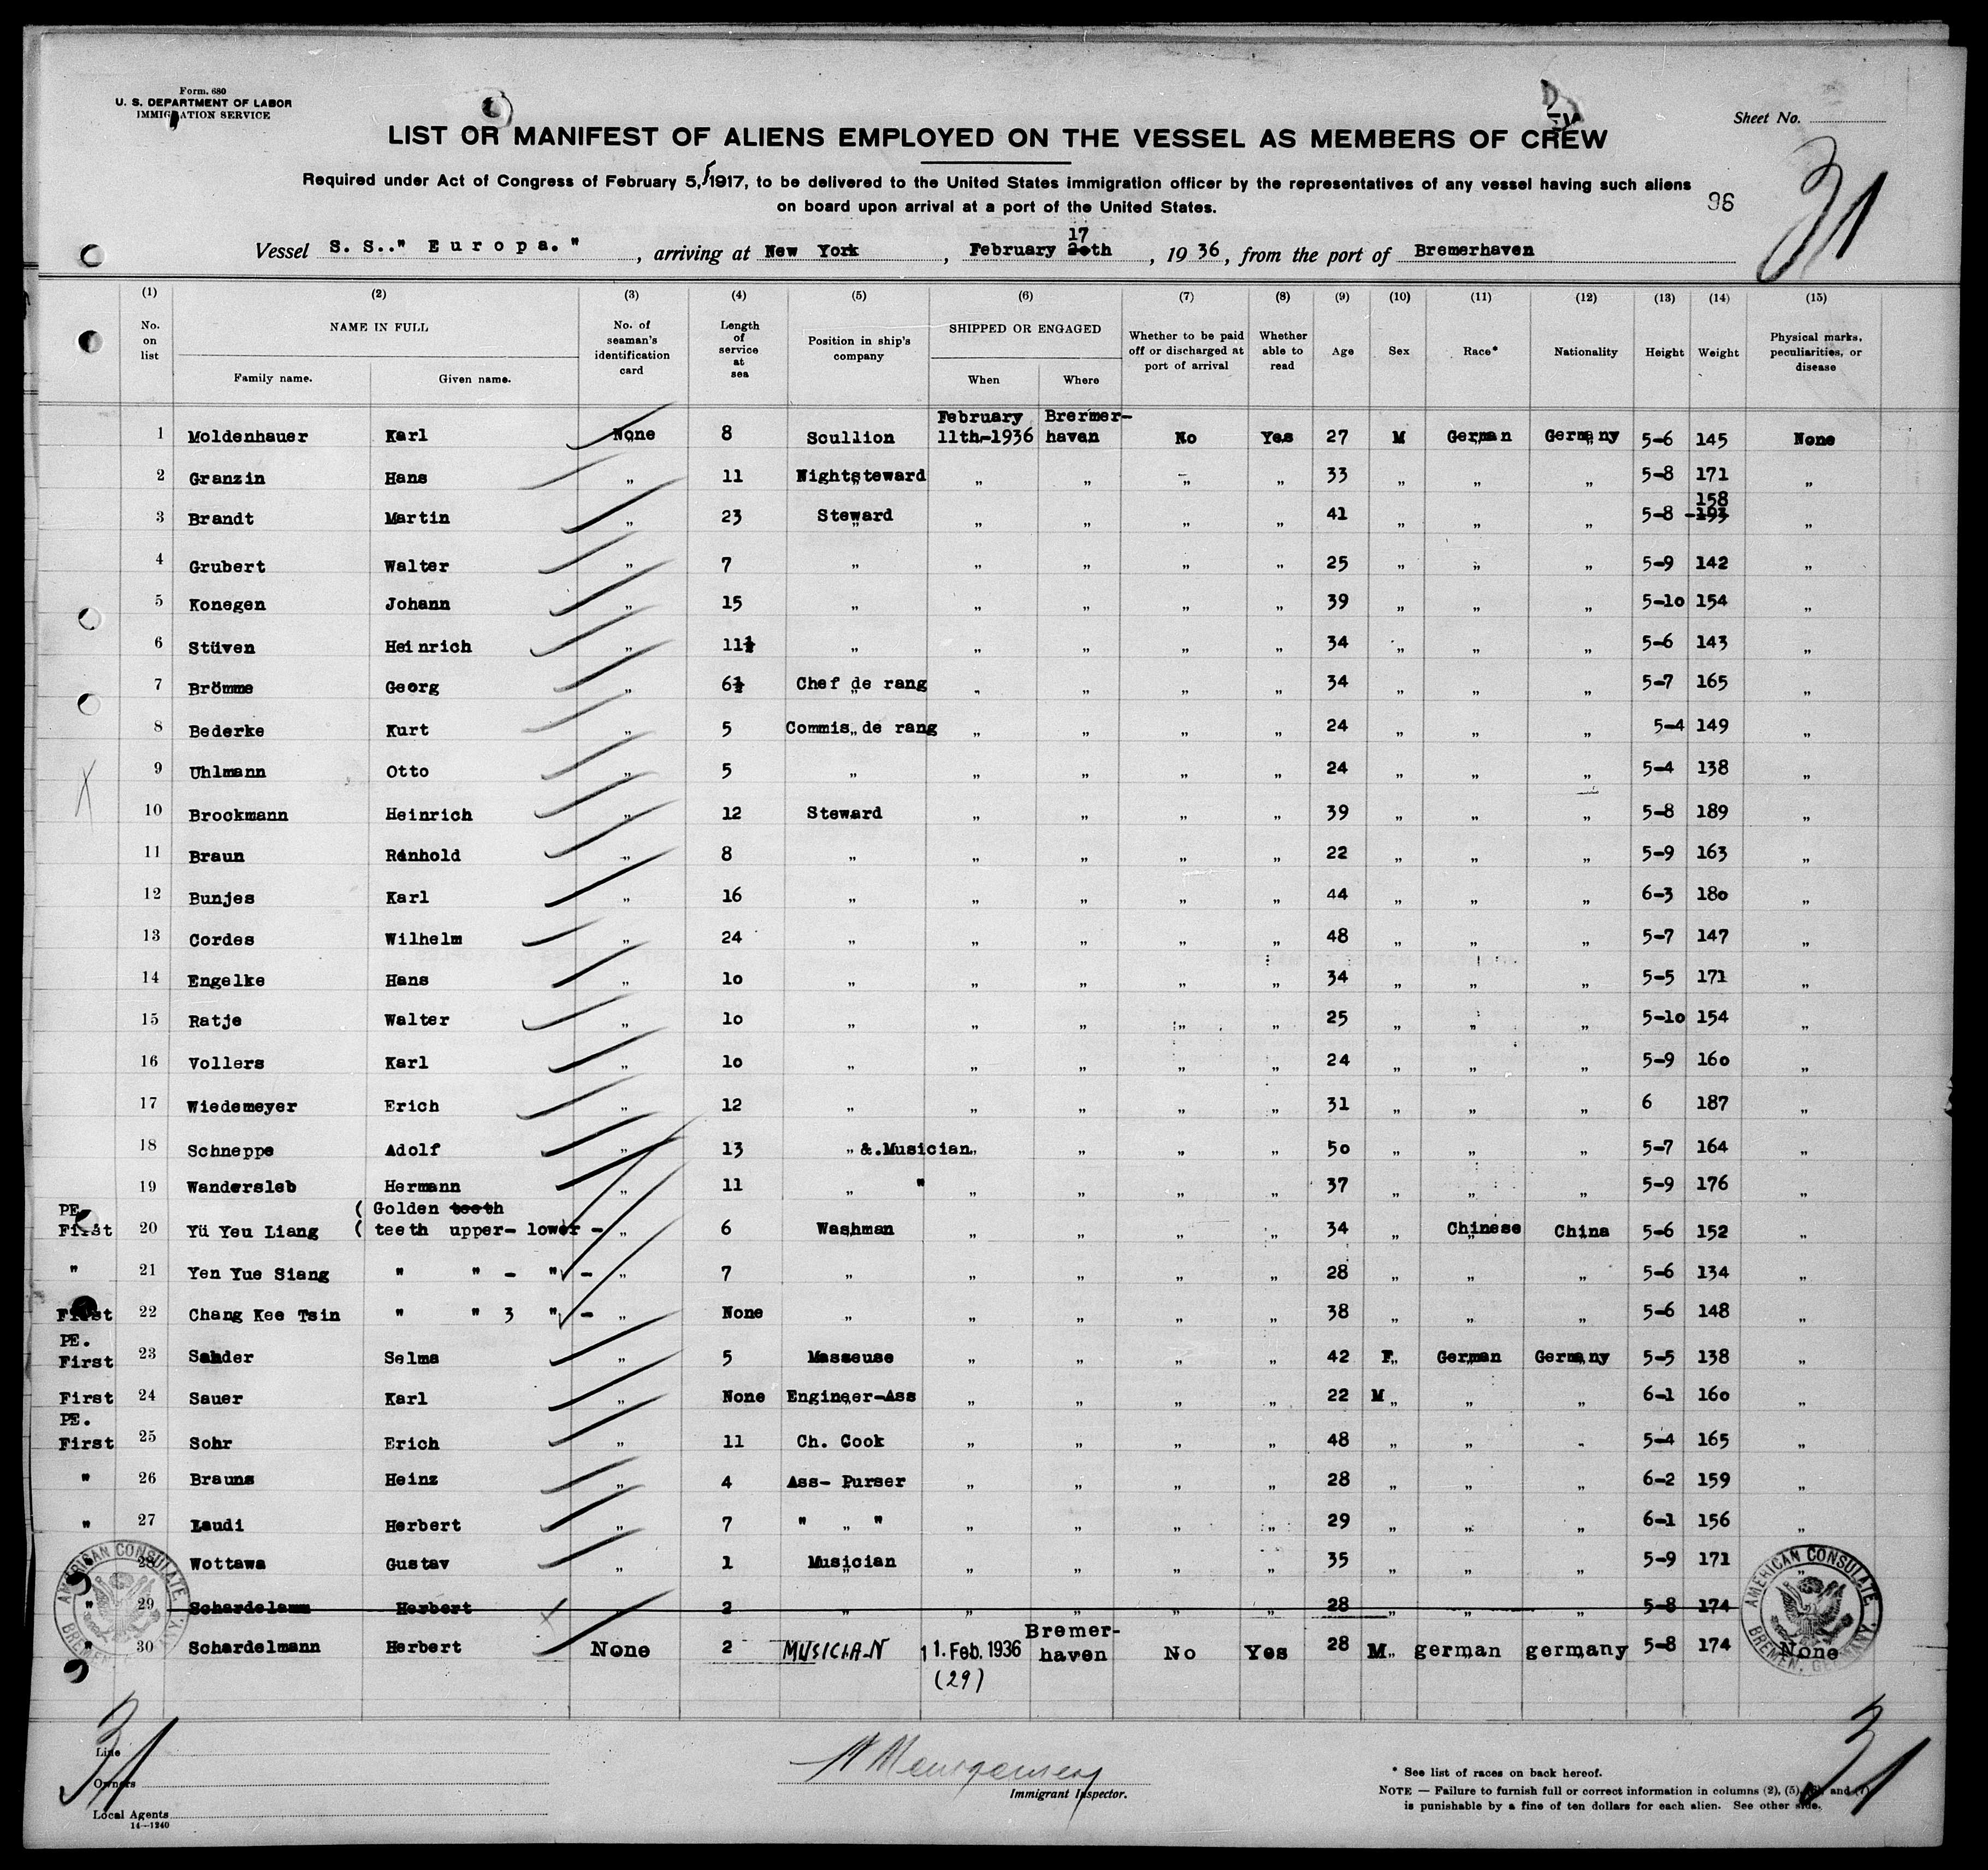 Form. 680
U. S. DEPARTMENT OF LABOR
IMMIGRATION SERVICE
Sheet No.
LIST OR MANIFEST OF ALIENS EMPLOYED ON THE VESSEL AS MEMBERS OF CREW
Required under Act of Congress of February 5, 1917, to be delivered to the United States immigration officer by the representatives of any vessel having such aliens
on board upon arrival at a port of the United States.
96
31
17
Vessel S. S.." Europa. " , arriving at New York , February 20th , 19 36 , from the port of Bremerhaven
(1) (2) (3) (4) (5) (6) (7) (8) (9) (10) (11) (12) (13) (14) (15)
No. on list NAME IN FULL Family name. Given name. No. of seaman's identification card Length of service at sea Position in ship's company SHIPPED OR ENGAGED When Where Whether to be paid off or discharged at port of arrival Whether able to read Age Sex Race* Nationality Height Weight Physical marks, peculiarities, or disease
February Bremer-
1 Moldenhauer Karl None 8 Scullion 11th-1936 haven No Yes 27 M German Germany 5-6 145 None
2 Granzin Hans " 11 Nightsteward " " " " 33 " " " 5-8 171 "
158
3 Brandt Martin " 23 Steward " " " " 41 " " " 5-8 193 "
4 Grubert Walter " 7 " " " " " 25 " " " 5-9 142 "
5 Konegen Johann " 15 " " " " " 39 " " " 5-10 154 "
6 Stüven Heinrich " 11½ " " " " " 34 " " " 5-6 143 "
7 Brömme Georg " 6½ Chef de rang " " " " 34 " " " 5-7 165 "
8 Bederke Kurt " 5 Commis de rang " " " " 24 " " " 5-4 149 "
9 Uhlmann Otto " 5 " " " " " 24 " " " 5-4 138 "
10 Brockmann Heinrich " 12 Steward " " " " 39 " " " 5-8 189 "
11 Braun Reinhold " 8 " " " " " 22 " " " 5-9 163 "
12 Bunjes Karl " 16 " " " " " 44 " " " 6-3 180 "
13 Cordes Wilhelm " 24 " " " " " 48 " " " 5-7 147 "
14 Engelke Hans " 10 " " " " " 34 " " " 5-5 171 "
15 Ratje Walter " 10 " " " " " 25 " " " 5-10 154 "
16 Vollers Karl " 10 " " " " " 24 " " " 5-9 160 "
17 Wiedemeyer Erich " 12 " " " " " 31 " " " 6 187 "
18 Schneppe Adolf " 13 " &.Musician " " " " 50 " " " 5-7 164 "
19 Wandersleb Hermann " 11 " " " " " " 37 " " " 5-9 176 "
PE. ( Golden teeth
First 20 Yü Yeu Liang ( teeth upper- lower - " 6 Washman " " " " 34 " Chinese China 5-6 152 "
" 21 Yen Yue Siang " " - " - " 7 " " " " " 28 " " " 5-6 134 "
First 22 Chang Kee Tsin " " 3 " - " None " " " " " 38 " " " 5-6 148 "
PE.
First 23 Sander Selma " 5 Masseuse " " " " 42 F German Germany 5-5 138 "
First 24 Sauer Karl " None Engineer-Ass " " " " 22 M " " 6-1 160 "
PE.
First 25 Sohr Erich " 11 Ch. Cook " " " " 48 " " " 5-4 165 "
" 26 Brauns Heinz " 4 Ass- Purser " " " " 28 " " " 6-2 159 "
" 27 Laudi Herbert " 7 " " " " " " " 29 " " " 6-1 156 "
28 Wottawa Gustav " 1 Musician " " " " 35 " " " 5-9 171 "
" 29 Schardelamm Herbert 2 " " " " " 28 " " " 5-8 174
Bremer-
" 30 Schardelmann Herbert None 2 MUSICIAN 11. Feb. 1936 haven No Yes 28 M german germany 5-8 174 None
(29)
AMERICAN CONSULATE BREMEN, GERMANY.
AMERICAN CONSULATE BREMEN, GERMANY.
31
31
Line
Owners
Local Agents
14—1240
Montgomery
Immigrant Inspector.
* See list of races on back hereof.
NOTE — Failure to furnish full or correct information in columns (2), (5), (6), and (7)
is punishable by a fine of ten dollars for each alien. See other side.